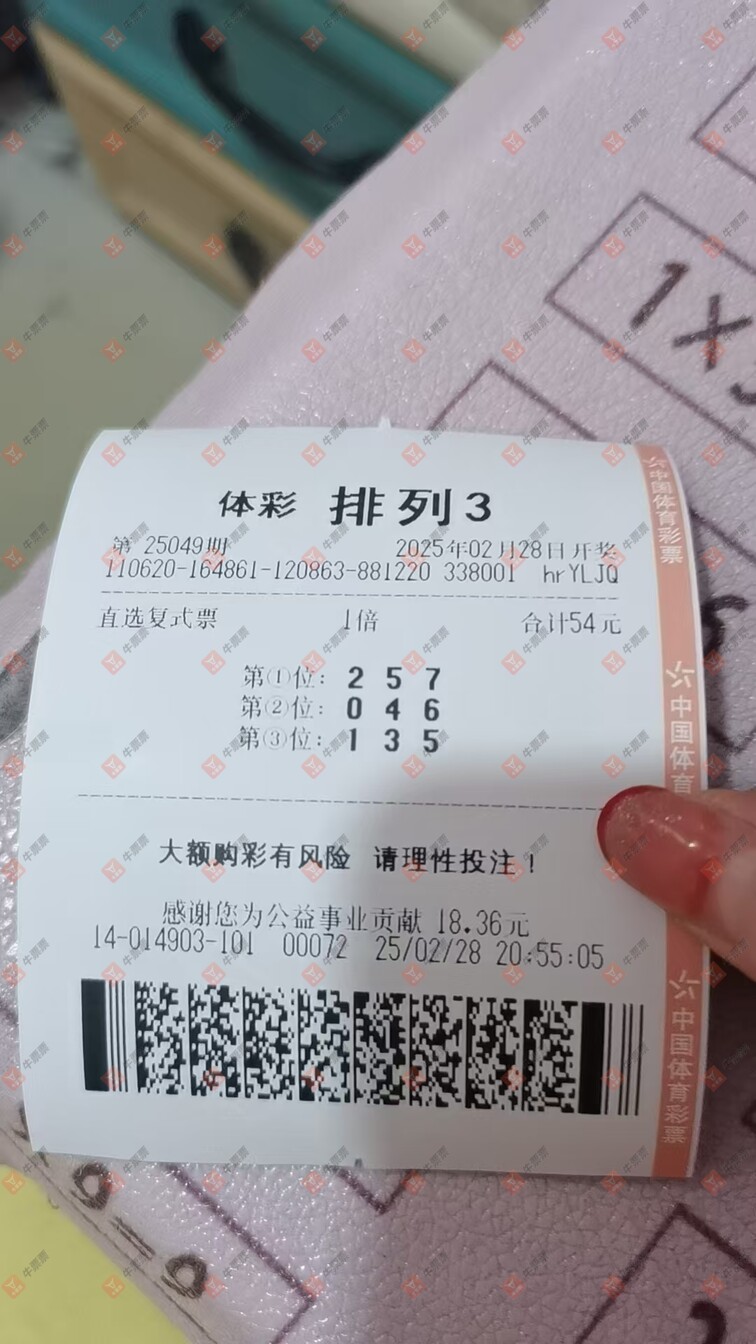 体彩 排列3
第 25049期 2025年02月28日开奖
110620-164861-120863-881220 338001 hrYLJQ
直选复式票 1倍 合计54元
第①位: 2 5 7
第②位: 0 4 6
第③位: 1 3 5
大额购彩有风险 请理性投注!
感谢您为公益事业贡献 18.36元
14-014903-101 00072 25/02/28 20:55:05
中国体育彩票
中国体育
中国体育彩票
1X
9=9
牛票票